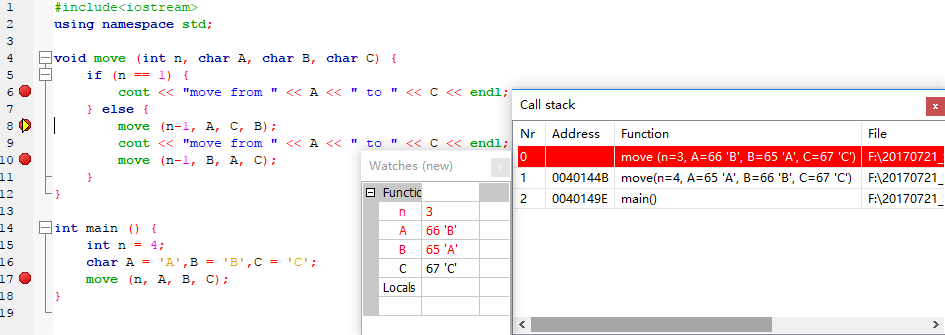 1 #include<iostream>
2 using namespace std;
3
4 void move (int n, char A, char B, char C) {
5 if (n == 1) {
6 cout << "move from " << A << " to " << C << endl;
7 } else {
8 move (n-1, A, C, B);
9 cout << "move from " << A << " to " << C << endl;
10 move (n-1, B, A, C);
11 }
12 }
13
14 int main () {
15 int n = 4;
16 char A = 'A',B = 'B',C = 'C';
17 move (n, A, B, C);
18 }
19
Watches (new)
Functic
n 3
A 66 'B'
B 65 'A'
C 67 'C'
Locals
Call stack
x
Nr Address Function File
0 move (n=3, A=66 'B', B=65 'A', C=67 'C') F:\20170721_
1 0040144B move(n=4, A=65 'A', B=66 'B', C=67 'C') F:\20170721_
2 0040149E main() F:\20170721_